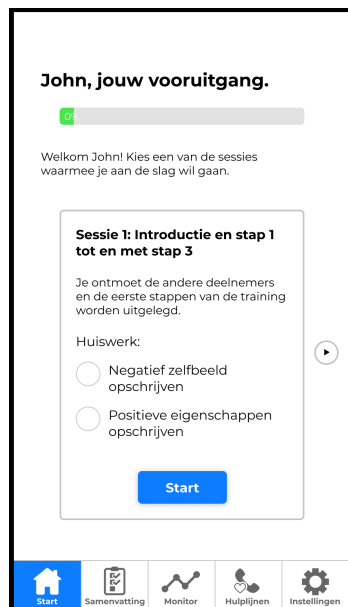 John, jouw vooruitgang.
0%
Welkom John! Kies een van de sessies
waarmee je aan de slag wil gaan.
Sessie 1: Introductie en stap 1
tot en met stap 3
Je ontmoet de andere deelnemers
en de eerste stappen van de training
worden uitgelegd.
Huiswerk:
Negatief zelfbeeld
opschrijven
Positieve eigenschappen
opschrijven
Start
Start
Samenvatting
Monitor
Hulplijnen
Instellingen